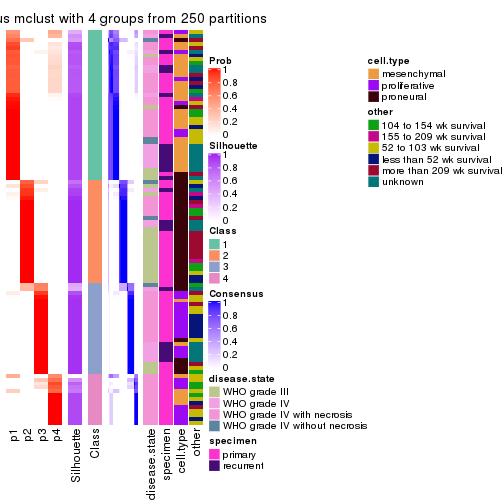 us mclust with 4 groups from 250 partitions
Prob
1
0.8
0.6
0.4
0.2
0
Silhouette
1
0.8
0.6
0.4
0.2
0
Class
1
2
3
4
Consensus
1
0.8
0.6
0.4
0.2
0
disease.state
WHO grade III
WHO grade IV
WHO grade IV with necrosis
WHO grade IV without necrosis
specimen
primary
recurrent
cell.type
mesenchymal
proliferative
proneural
other
104 to 154 wk survival
155 to 209 wk survival
52 to 103 wk survival
less than 52 wk survival
more than 209 wk survival
unknown
p1
p2
p3
p4
Silhouette
Class
disease.state
specimen
cell.type
other